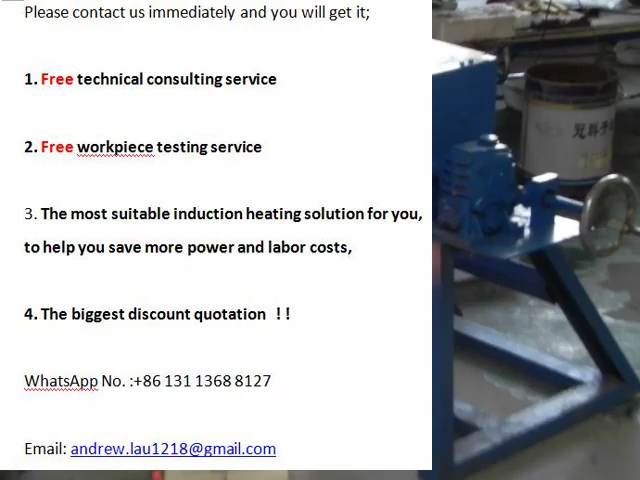 Please contact us immediately and you will get it;
1. Free technical consulting service
2. Free workpiece testing service
3. The most suitable induction heating solution for you,
to help you save more power and labor costs,
4. The biggest discount quotation !!
WhatsApp No. :+86 131 1368 8127
Email: andrew.lau1218@gmail.com